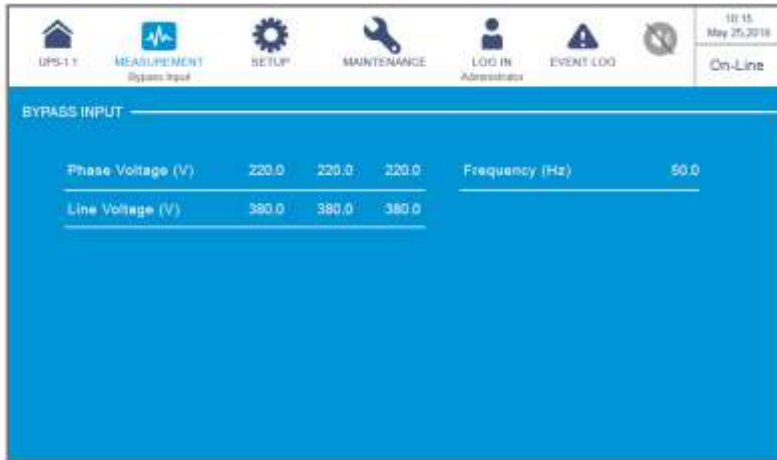 10:15
May 25,2018
UPS-1.1 MEASUREMENT SETUP MAINTENANCE LOG IN EVENT LOG
Bypass Input Administrator
On-Line
BYPASS INPUT
Phase Voltage (V) 220.0 220.0 220.0 Frequency (Hz) 50.0
Line Voltage (V) 380.0 380.0 380.0